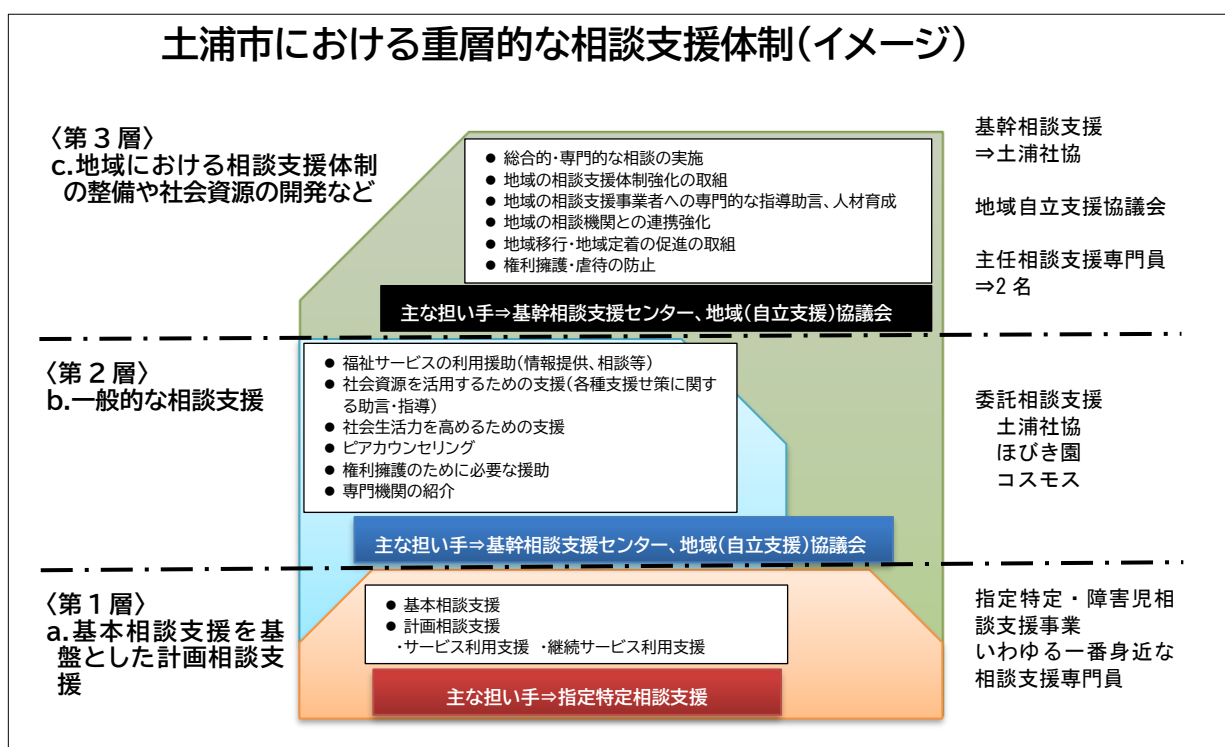 土浦市における重層的な相談支援体制(イメージ)
〈第3層〉
c.地域における相談支援体制
の整備や社会資源の開発など
● 総合的・専門的な相談の実施
● 地域の相談支援体制強化の取組
● 地域の相談支援事業者への専門的な指導助言、人材育成
● 地域の相談機関との連携強化
● 地域移行・地域定着の促進の取組
● 権利擁護・虐待の防止
主な担い手⇒基幹相談支援センター、地域(自立支援)協議会
基幹相談支援
⇒土浦社協
地域自立支援協議会
主任相談支援専門員
⇒2名
〈第2層〉
b.一般的な相談支援
● 福祉サービスの利用援助(情報提供、相談等)
● 社会資源を活用するための支援(各種支援せ策に関す
る助言・指導)
● 社会生活力を高めるための支援
● ピアカウンセリング
● 権利擁護のために必要な援助
● 専門機関の紹介
主な担い手⇒基幹相談支援センター、地域(自立支援)協議会
委託相談支援
土浦社協
ほびき園
コスモス
〈第1層〉
a.基本相談支援を基
盤とした計画相談支
援
● 基本相談支援
● 計画相談支援
・サービス利用支援 ・継続サービス利用支援
主な担い手⇒指定特定相談支援
指定特定・障害児相
談支援事業
いわゆる一番身近な
相談支援専門員